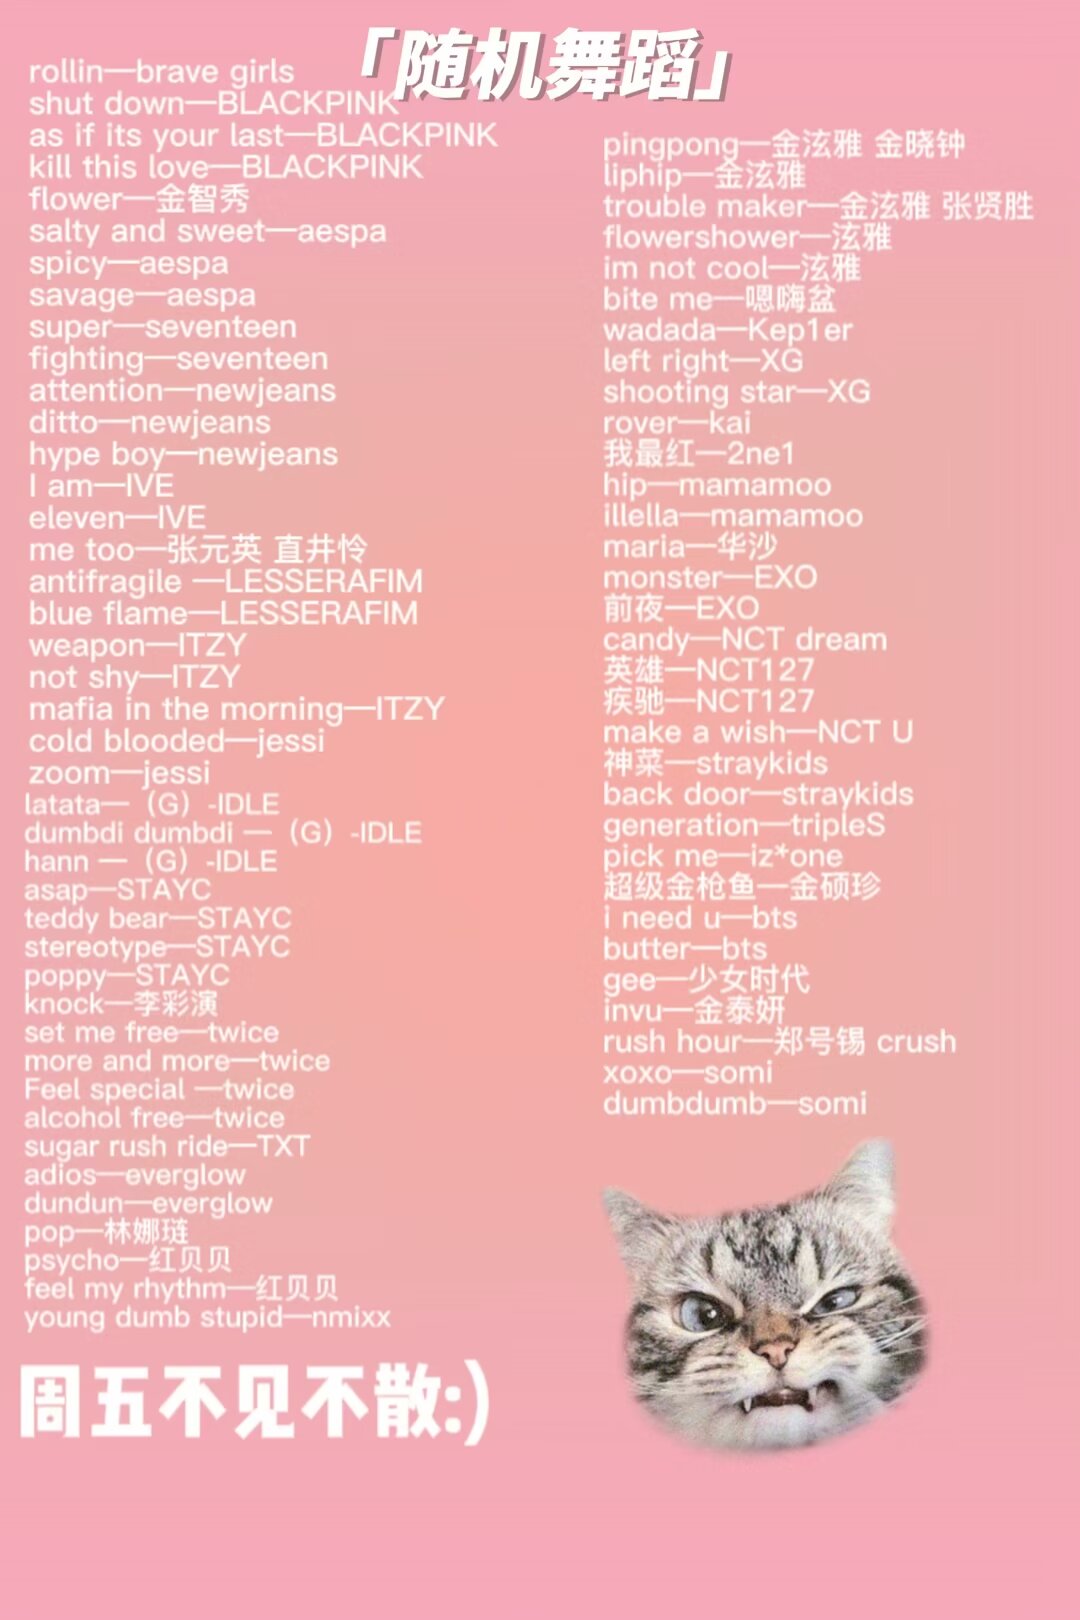 「随机舞蹈」
rollin—brave girls
shut down—BLACKPINK
as if its your last—BLACKPINK
kill this love—BLACKPINK
flower—金智秀
salty and sweet—aespa
spicy—aespa
savage—aespa
super—seventeen
fighting—seventeen
attention—newjeans
ditto—newjeans
hype boy—newjeans
I am—IVE
eleven—IVE
me too—张元英 直井怜
antifragile —LESSERAFIM
blue flame—LESSERAFIM
weapon—ITZY
not shy—ITZY
mafia in the morning—ITZY
cold blooded—jessi
zoom—jessi
latata—（G）-IDLE
dumbdi dumbdi —（G）-IDLE
hann —（G）-IDLE
asap—STAYC
teddy bear—STAYC
stereotype—STAYC
poppy—STAYC
knock—李彩演
set me free—twice
more and more—twice
Feel special —twice
alcohol free—twice
sugar rush ride—TXT
adios—everglow
dundun—everglow
pop—林娜琏
psycho—红贝贝
feel my rhythm—红贝贝
young dumb stupid—nmixx
周五不见不散:)
pingpong—金泫雅 金晓钟
liphip—金泫雅
trouble maker—金泫雅 张贤胜
flowershower—泫雅
im not cool—泫雅
bite me—嗯嗨盆
wadada—Kep1er
left right—XG
shooting star—XG
rover—kai
我最红—2ne1
hip—mamamoo
illella—mamamoo
maria—华沙
monster—EXO
前夜—EXO
candy—NCT dream
英雄—NCT127
疾驰—NCT127
make a wish—NCT U
神菜—straykids
back door—straykids
generation—tripleS
pick me—iz*one
超级金枪鱼—金硕珍
i need u—bts
butter—bts
gee—少女时代
invu—金泰妍
rush hour—郑号锡 crush
xoxo—somi
dumbdumb—somi